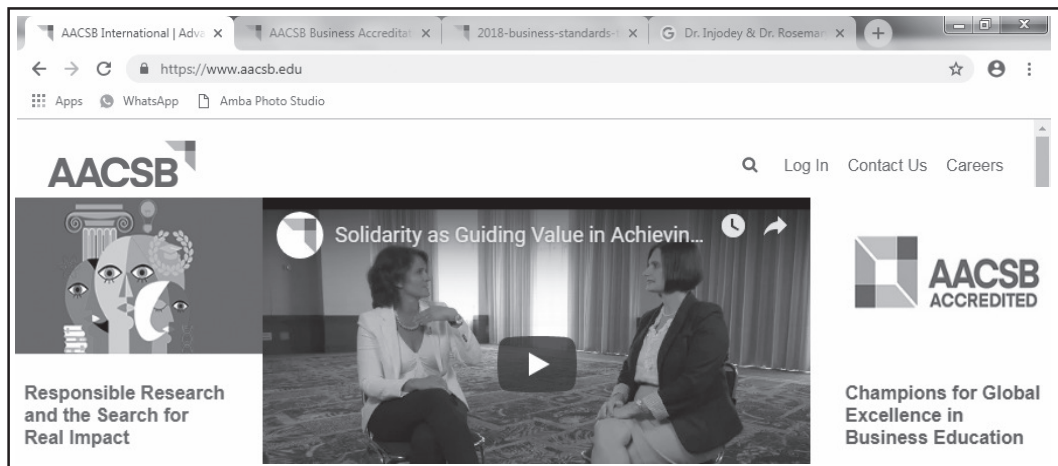 AACSB International | Adva
AACSB Business Accreditat
2018-business-standards-
Dr. Injodey & Dr. Rosemar
https://www.aacsb.edu
Apps
WhatsApp
Amba Photo Studio
AACSB
Log In
Contact Us
Careers
Solidarity as Guiding Value in Achievin...
AACSB
ACCREDITED
Responsible Research
and the Search for
Real Impact
Champions for Global
Excellence in
Business Education